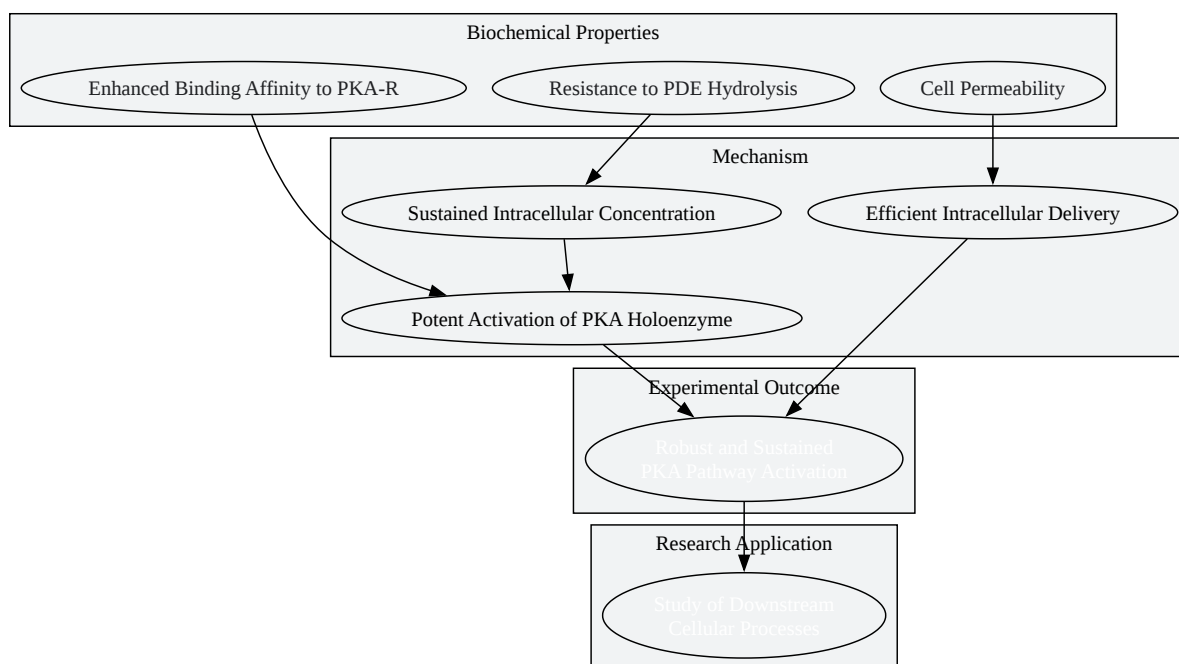 Biochemical Properties
Enhanced Binding Affinity to PKA-R
Resistance to PDE Hydrolysis
Cell Permeability
Mechanism
Sustained Intracellular Concentration
Efficient Intracellular Delivery
Potent Activation of PKA Holoenzyme
Experimental Outcome
Robust and Sustained
PKA Pathway Activation
Research Application
Study of Downstream
Cellular Processes